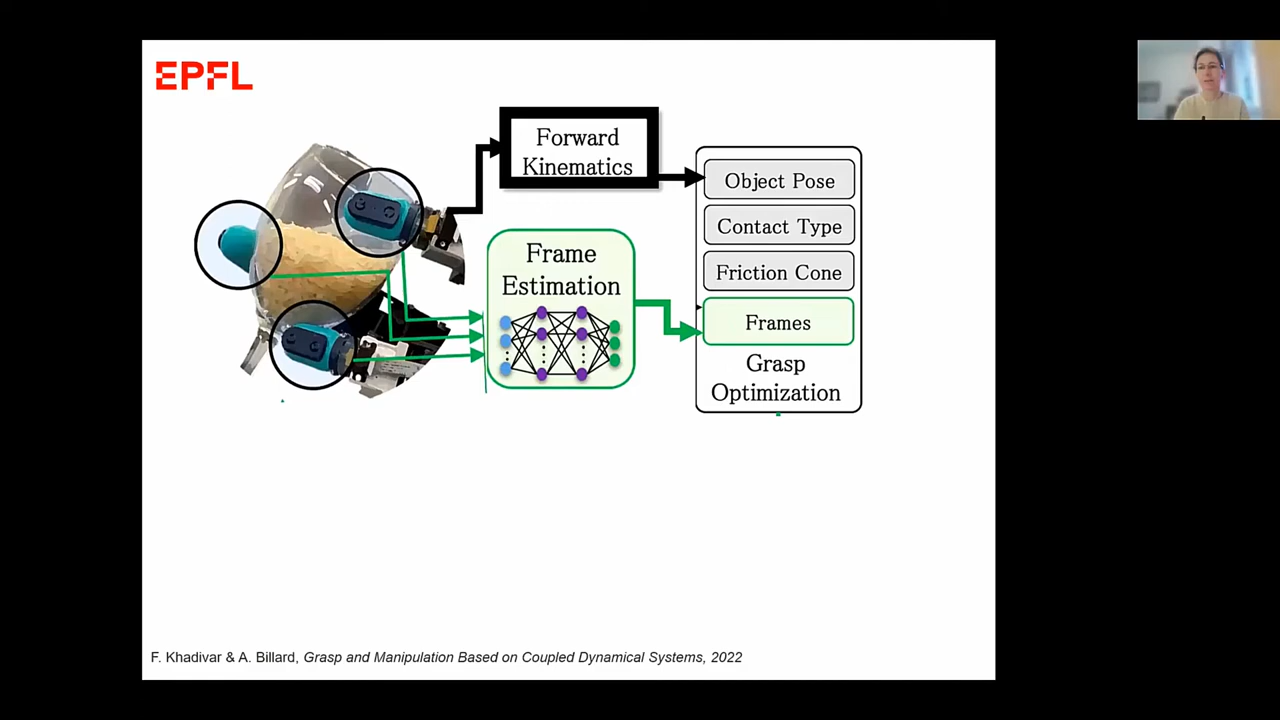 EPFL
Forward
Kinematics
Object Pose
Contact Type
Friction Cone
Frame
Estimation
Frames
Grasp
Optimization
F. Khadivar & A. Billard, Grasp and Manipulation Based on Coupled Dynamical Systems, 2022